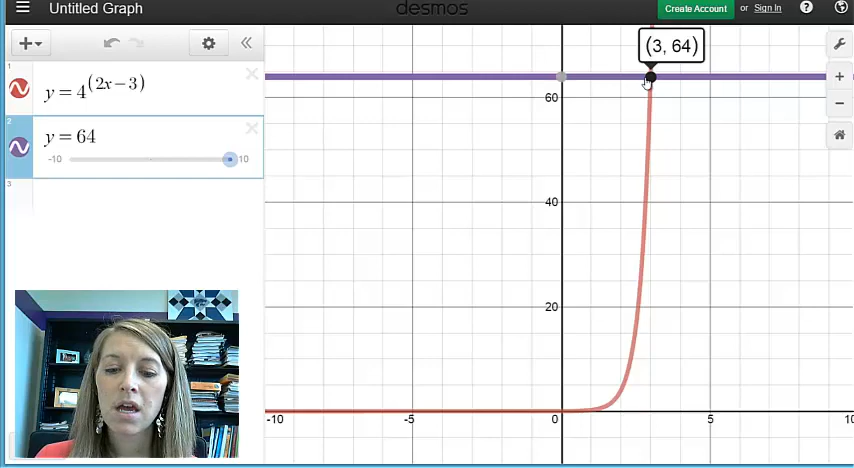 Untitled Graph
desmos
Create Account or Sign In ?
1
y = 4^(2x−3)
2
y = 64
-10 10
3
(3, 64)
60
40
20
-10 -5 0 5 10